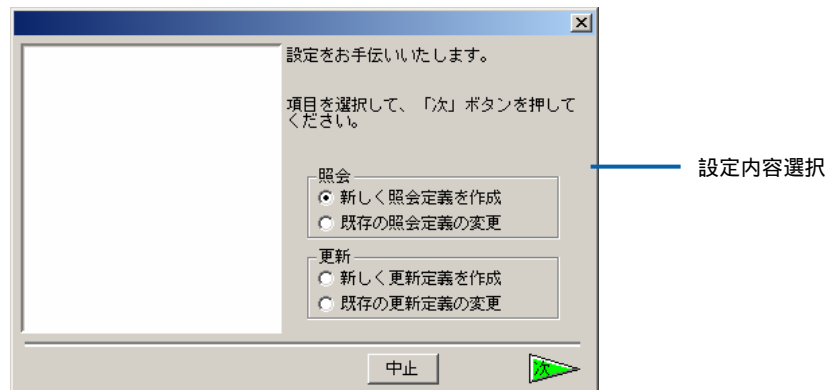 設定をお手伝いいたします。
項目を選択して、「次」ボタンを押して
ください。
設定内容選択
照会
新しく照会定義を作成
既存の照会定義の変更
更新
新しく更新定義を作成
既存の更新定義の変更
中止
次